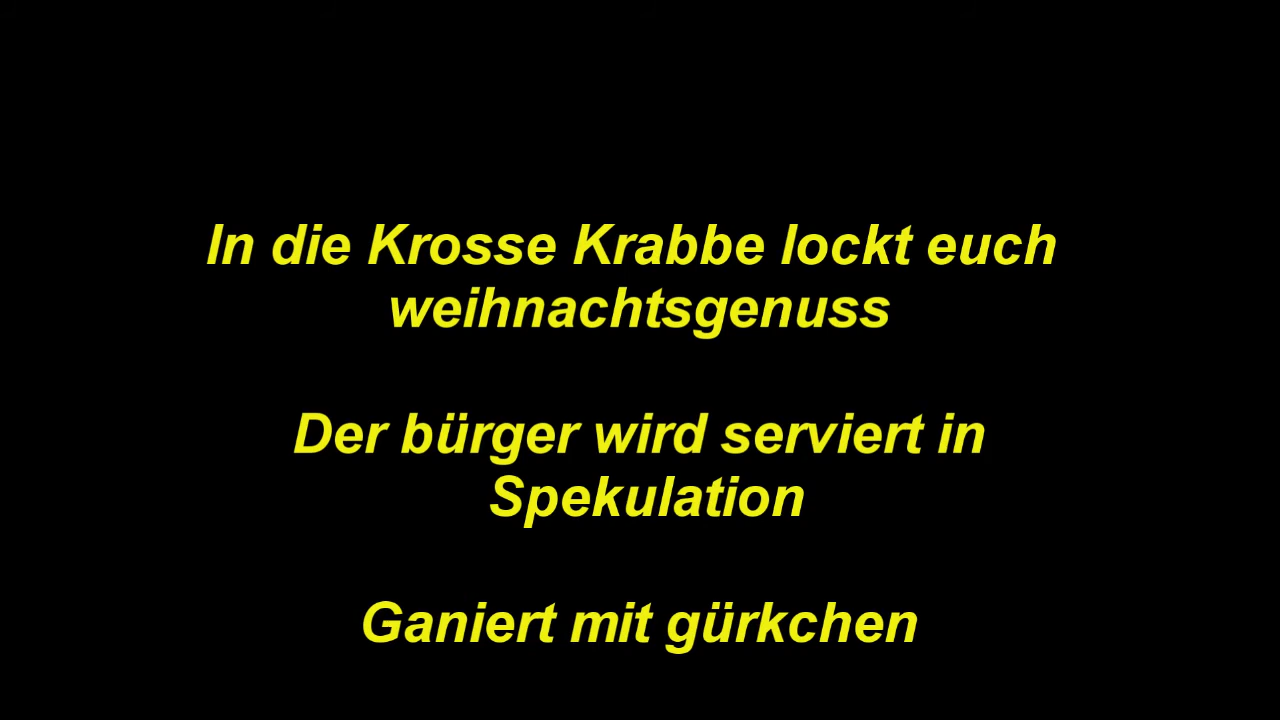 In die Krosse Krabbe lockt euch
weihnachtsgenuss
Der bürger wird serviert in
Spekulation
Ganiert mit gürkchen